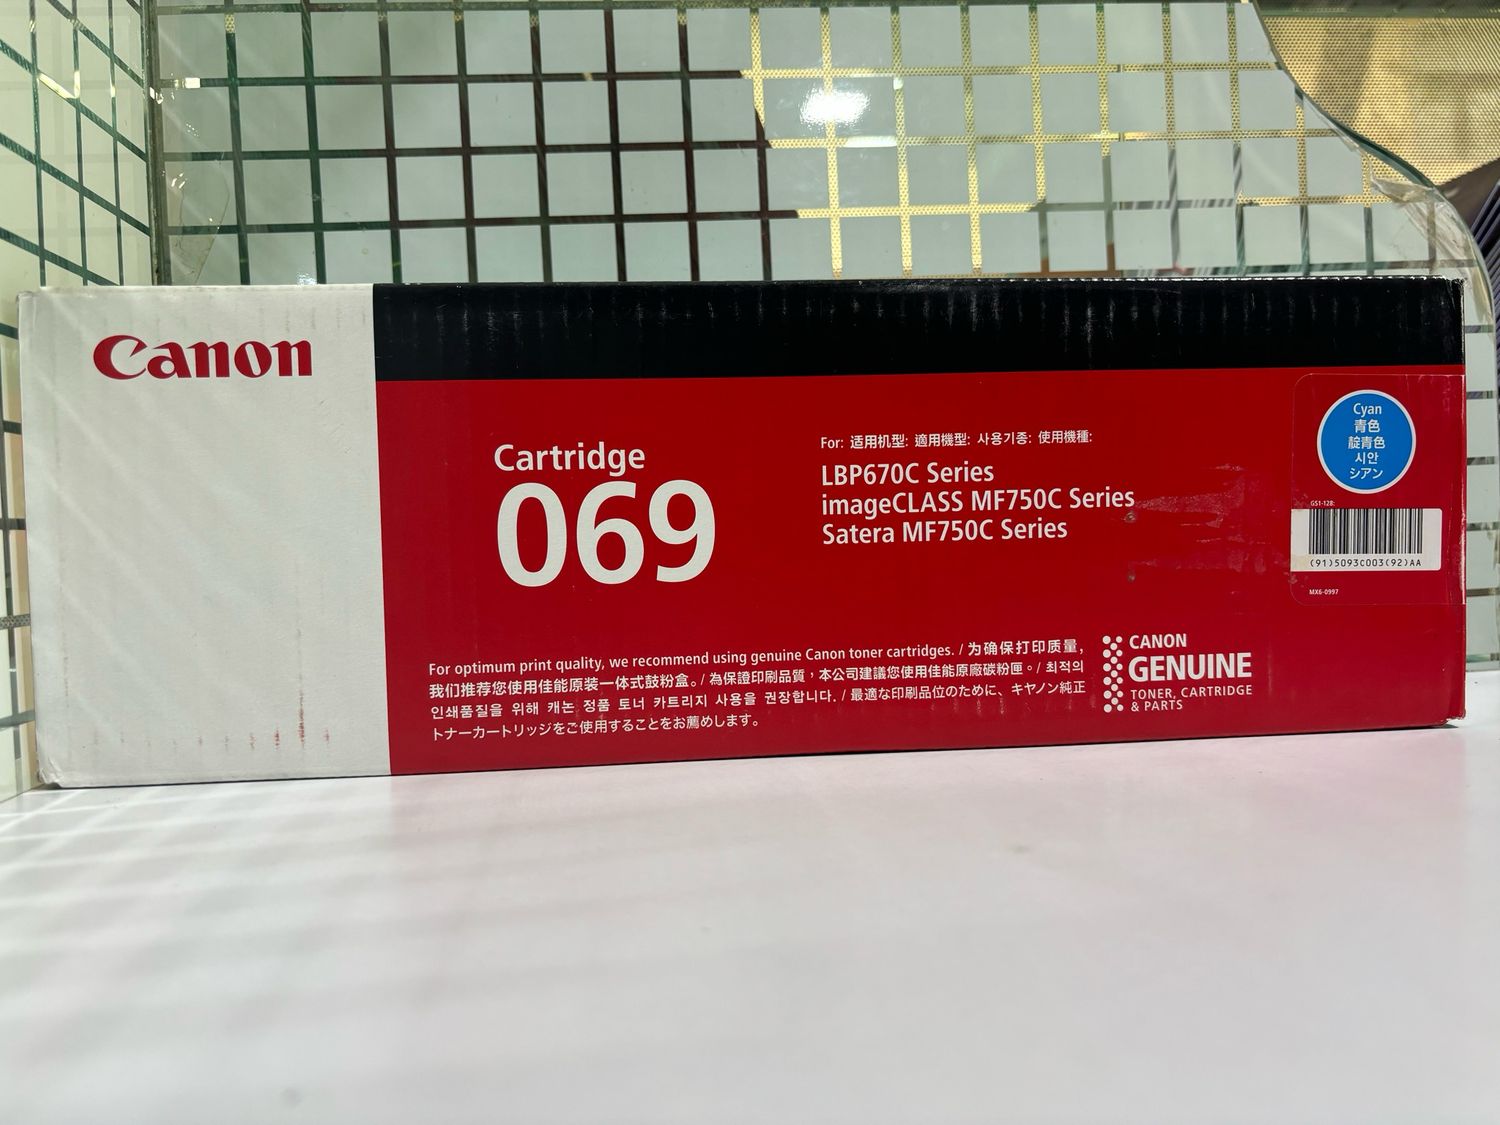 Canon
Cartridge
069
For: 适用机型: 適用機型: 사용기종: 使用機種:
LBP670C Series
imageCLASS MF750C Series
Satera MF750C Series
Cyan
青色
靛青色
시안
シアン
GS1-128:
(91)5093C003(92)AA
MX6-0997
For optimum print quality, we recommend using genuine Canon toner cartridges. / 为确保打印质量，
我们推荐您使用佳能原装一体式鼓粉盒。/ 為保證印刷品質，本公司建議您使用佳能原廠碳粉匣。/ 최적의
인쇄품질을 위해 캐논 정품 토너 카트리지 사용을 권장합니다. / 最適な印刷品位のために、キヤノン純正
トナーカートリッジをご使用することをお薦めします。
CANON
GENUINE
TONER, CARTRIDGE
& PARTS